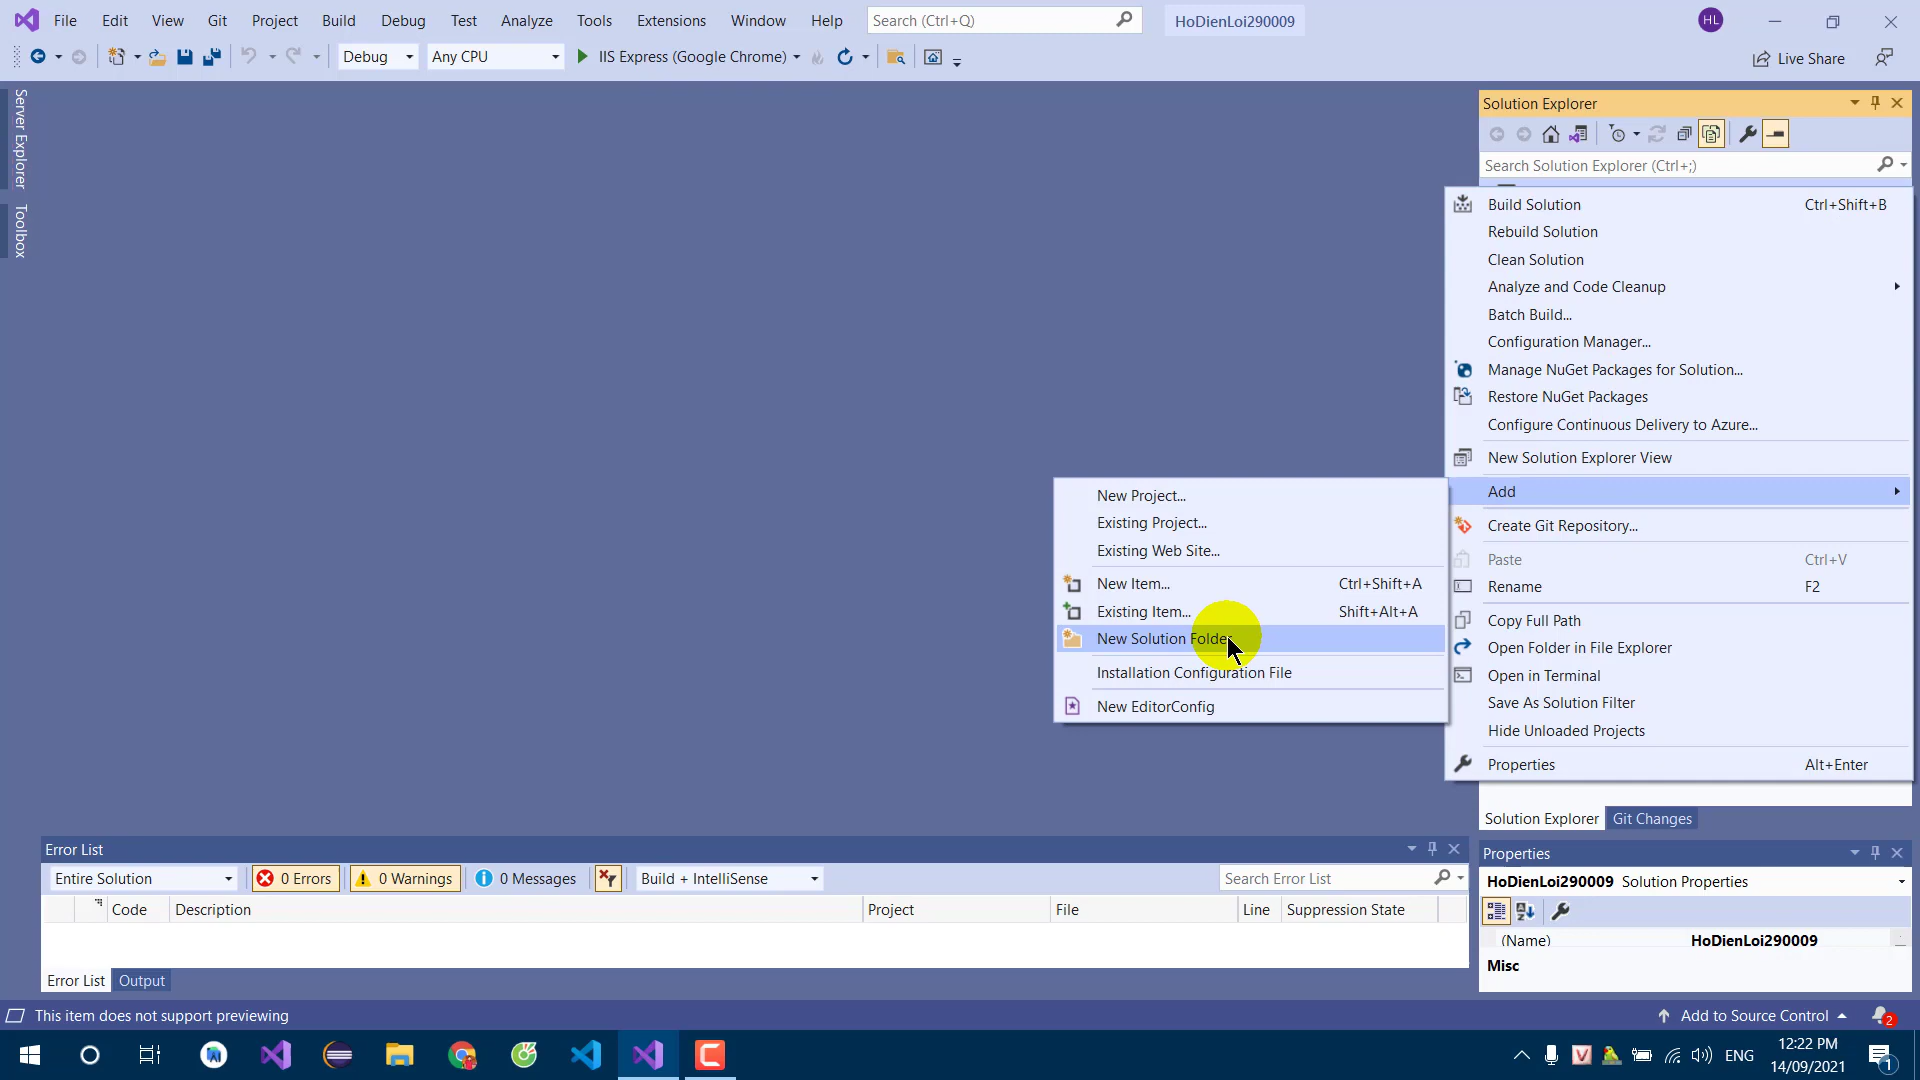 File Edit View Git Project Build Debug Test Analyze Tools Extensions Window Help Search (Ctrl+Q) HoDienLoi290009 HL
Debug Any CPU IIS Express (Google Chrome) Live Share
Server Explorer
Toolbox
Solution Explorer
Search Solution Explorer (Ctrl+;)
Build Solution Ctrl+Shift+B
Rebuild Solution
Clean Solution
Analyze and Code Cleanup
Batch Build...
Configuration Manager...
Manage NuGet Packages for Solution...
Restore NuGet Packages
Configure Continuous Delivery to Azure...
New Solution Explorer View
Add
Create Git Repository...
Paste Ctrl+V
Rename F2
Copy Full Path
Open Folder in File Explorer
Open in Terminal
Save As Solution Filter
Hide Unloaded Projects
Properties Alt+Enter
New Project...
Existing Project...
Existing Web Site...
New Item... Ctrl+Shift+A
Existing Item... Shift+Alt+A
New Solution Folder
Installation Configuration File
New EditorConfig
Solution Explorer Git Changes
Error List
Entire Solution 0 Errors 0 Warnings 0 Messages Build + IntelliSense Search Error List
Code Description Project File Line Suppression State
Error List Output
Properties
HoDienLoi290009 Solution Properties
(Name) HoDienLoi290009
Misc
This item does not support previewing Add to Source Control 2
ENG 12:22 PM
14/09/2021 1